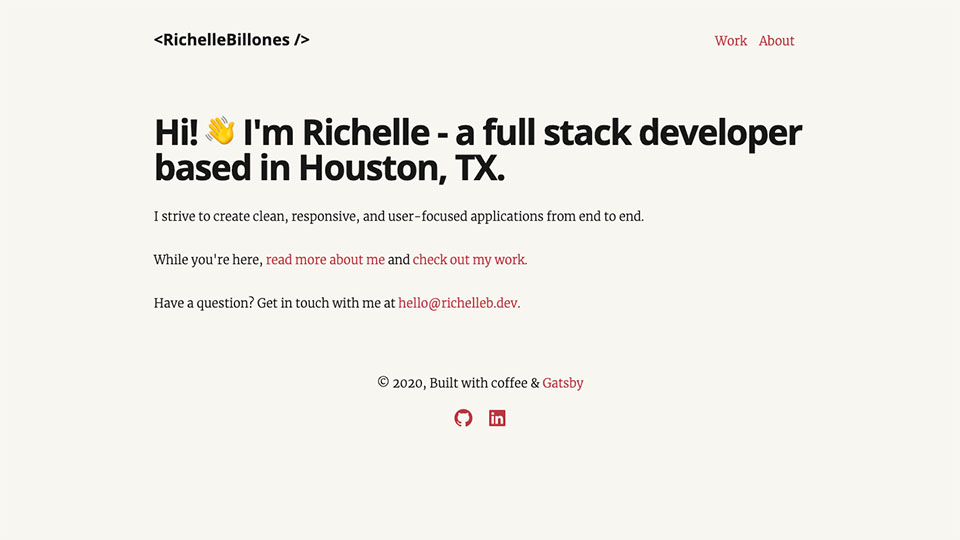 <RichelleBillones />
Work About
Hi! 👋 I'm Richelle - a full stack developer
based in Houston, TX.
I strive to create clean, responsive, and user-focused applications from end to end.
While you're here, read more about me and check out my work.
Have a question? Get in touch with me at hello@richelleb.dev.
© 2020, Built with coffee & Gatsby
in